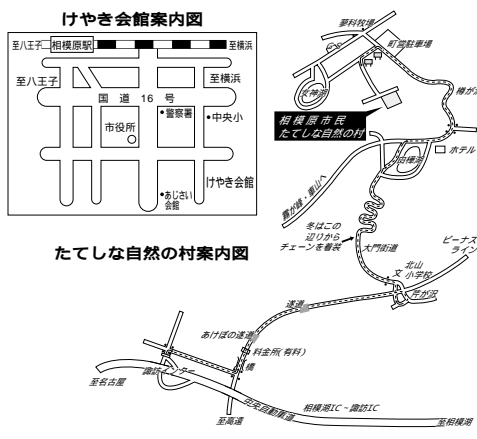 けやき会館案内図
至八王子
相模原駅
至横浜
至八王子
至横浜
国道16号
市役所
警察署
中央小
あじさい
会館
けやき会館
蓼科牧場
町営駐車場
女神湖
相模原市民
たてしな自然の村
白樺湖
ホテル
霧が峰・車山へ
冬はこの
辺りから
チェーンを着装
大門街道
ビーナス
ライン
北山
小学校
文
芹が沢
たてしな自然の村案内図
隧道
あけぼの隧道
料金所(有料)
橋
諏訪インター
至名古屋
中央自動車道
相模湖IC~諏訪IC
至高遠
至相模湖